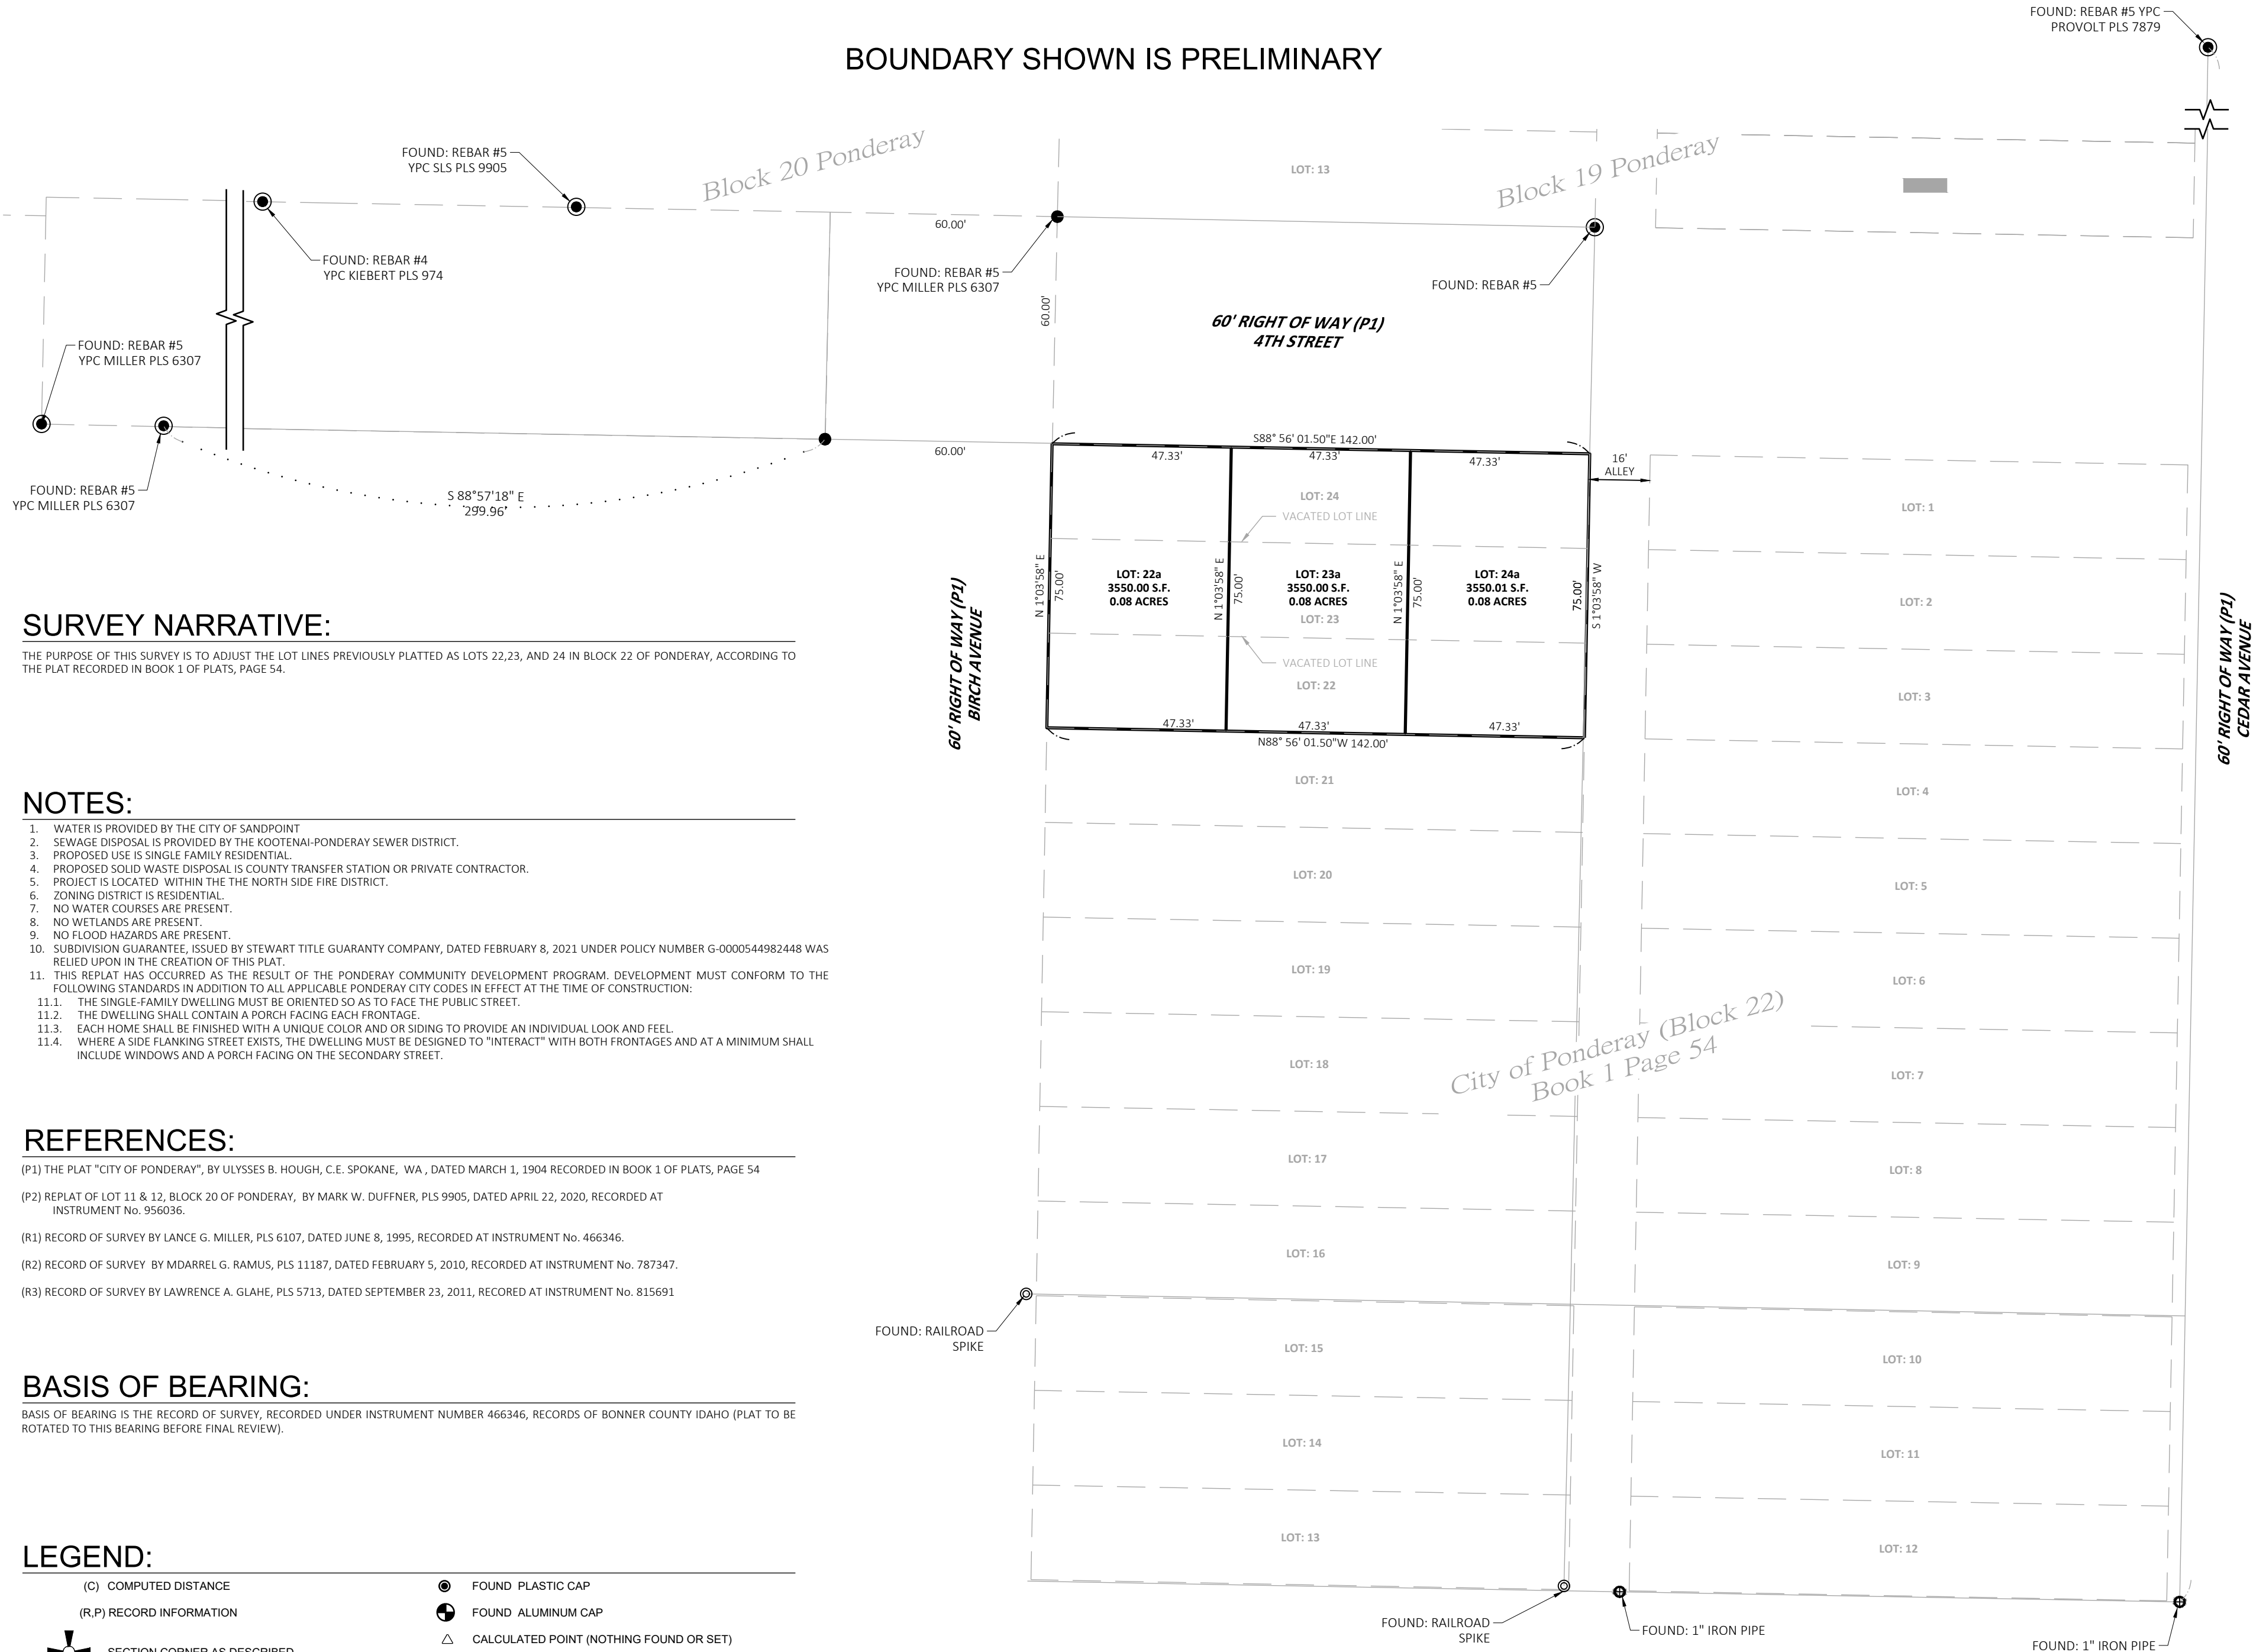 BOUNDARY SHOWN IS PRELIMINARY
FOUND: REBAR #5 YPC
PROVOLT PLS 7879
FOUND: REBAR #5
YPC SLS PLS 9905
Block 20 Ponderay
LOT: 13
Block 19 Ponderay
FOUND: REBAR #4
YPC KIEBERT PLS 974
60.00'
FOUND: REBAR #5
YPC MILLER PLS 6307
60.00'
FOUND: REBAR #5
60' RIGHT OF WAY (P1)
4TH STREET
FOUND: REBAR #5
YPC MILLER PLS 6307
FOUND: REBAR #5
YPC MILLER PLS 6307
S 88°57'18" E
299.96'
60.00'
S88° 56' 01.50"E 142.00'
47.33'
47.33'
47.33'
16'
ALLEY
LOT: 24
VACATED LOT LINE
N 1°03'58" E
75.00'
LOT: 22a
3550.00 S.F.
0.08 ACRES
N 1°03'58" E
75.00'
LOT: 23a
3550.00 S.F.
0.08 ACRES
LOT: 23
N 1°03'58" E
75.00'
LOT: 24a
3550.01 S.F.
0.08 ACRES
75.00'
S 1°03'58" W
VACATED LOT LINE
LOT: 22
47.33'
47.33'
47.33'
N88° 56' 01.50"W 142.00'
60' RIGHT OF WAY (P1)
BIRCH AVENUE
60' RIGHT OF WAY (P1)
CEDAR AVENUE
LOT: 1
LOT: 2
LOT: 3
LOT: 4
LOT: 5
LOT: 6
LOT: 7
LOT: 8
LOT: 9
LOT: 10
LOT: 11
LOT: 12
LOT: 21
LOT: 20
LOT: 19
LOT: 18
LOT: 17
LOT: 16
LOT: 15
LOT: 14
LOT: 13
City of Ponderay (Block 22)
Book 1 Page 54
FOUND: RAILROAD
SPIKE
FOUND: RAILROAD
SPIKE
FOUND: 1" IRON PIPE
FOUND: 1" IRON PIPE
SURVEY NARRATIVE:
THE PURPOSE OF THIS SURVEY IS TO ADJUST THE LOT LINES PREVIOUSLY PLATTED AS LOTS 22,23, AND 24 IN BLOCK 22 OF PONDERAY, ACCORDING TO
THE PLAT RECORDED IN BOOK 1 OF PLATS, PAGE 54.
NOTES:
1. WATER IS PROVIDED BY THE CITY OF SANDPOINT
2. SEWAGE DISPOSAL IS PROVIDED BY THE KOOTENAI-PONDERAY SEWER DISTRICT.
3. PROPOSED USE IS SINGLE FAMILY RESIDENTIAL.
4. PROPOSED SOLID WASTE DISPOSAL IS COUNTY TRANSFER STATION OR PRIVATE CONTRACTOR.
5. PROJECT IS LOCATED WITHIN THE THE NORTH SIDE FIRE DISTRICT.
6. ZONING DISTRICT IS RESIDENTIAL.
7. NO WATER COURSES ARE PRESENT.
8. NO WETLANDS ARE PRESENT.
9. NO FLOOD HAZARDS ARE PRESENT.
10. SUBDIVISION GUARANTEE, ISSUED BY STEWART TITLE GUARANTY COMPANY, DATED FEBRUARY 8, 2021 UNDER POLICY NUMBER G-0000544982448 WAS
RELIED UPON IN THE CREATION OF THIS PLAT.
11. THIS REPLAT HAS OCCURRED AS THE RESULT OF THE PONDERAY COMMUNITY DEVELOPMENT PROGRAM. DEVELOPMENT MUST CONFORM TO THE
FOLLOWING STANDARDS IN ADDITION TO ALL APPLICABLE PONDERAY CITY CODES IN EFFECT AT THE TIME OF CONSTRUCTION:
11.1. THE SINGLE-FAMILY DWELLING MUST BE ORIENTED SO AS TO FACE THE PUBLIC STREET.
11.2. THE DWELLING SHALL CONTAIN A PORCH FACING EACH FRONTAGE.
11.3. EACH HOME SHALL BE FINISHED WITH A UNIQUE COLOR AND OR SIDING TO PROVIDE AN INDIVIDUAL LOOK AND FEEL.
11.4. WHERE A SIDE FLANKING STREET EXISTS, THE DWELLING MUST BE DESIGNED TO "INTERACT" WITH BOTH FRONTAGES AND AT A MINIMUM SHALL
INCLUDE WINDOWS AND A PORCH FACING ON THE SECONDARY STREET.
REFERENCES:
(P1) THE PLAT "CITY OF PONDERAY", BY ULYSSES B. HOUGH, C.E. SPOKANE, WA , DATED MARCH 1, 1904 RECORDED IN BOOK 1 OF PLATS, PAGE 54
(P2) REPLAT OF LOT 11 & 12, BLOCK 20 OF PONDERAY, BY MARK W. DUFFNER, PLS 9905, DATED APRIL 22, 2020, RECORDED AT
INSTRUMENT No. 956036.
(R1) RECORD OF SURVEY BY LANCE G. MILLER, PLS 6107, DATED JUNE 8, 1995, RECORDED AT INSTRUMENT No. 466346.
(R2) RECORD OF SURVEY BY MDARREL G. RAMUS, PLS 11187, DATED FEBRUARY 5, 2010, RECORDED AT INSTRUMENT No. 787347.
(R3) RECORD OF SURVEY BY LAWRENCE A. GLAHE, PLS 5713, DATED SEPTEMBER 23, 2011, RECORED AT INSTRUMENT No. 815691
BASIS OF BEARING:
BASIS OF BEARING IS THE RECORD OF SURVEY, RECORDED UNDER INSTRUMENT NUMBER 466346, RECORDS OF BONNER COUNTY IDAHO (PLAT TO BE
ROTATED TO THIS BEARING BEFORE FINAL REVIEW).
LEGEND:
(C) COMPUTED DISTANCE
(R,P) RECORD INFORMATION
SECTION CORNER AS DESCRIBED
FOUND PLASTIC CAP
FOUND ALUMINUM CAP
CALCULATED POINT (NOTHING FOUND OR SET)